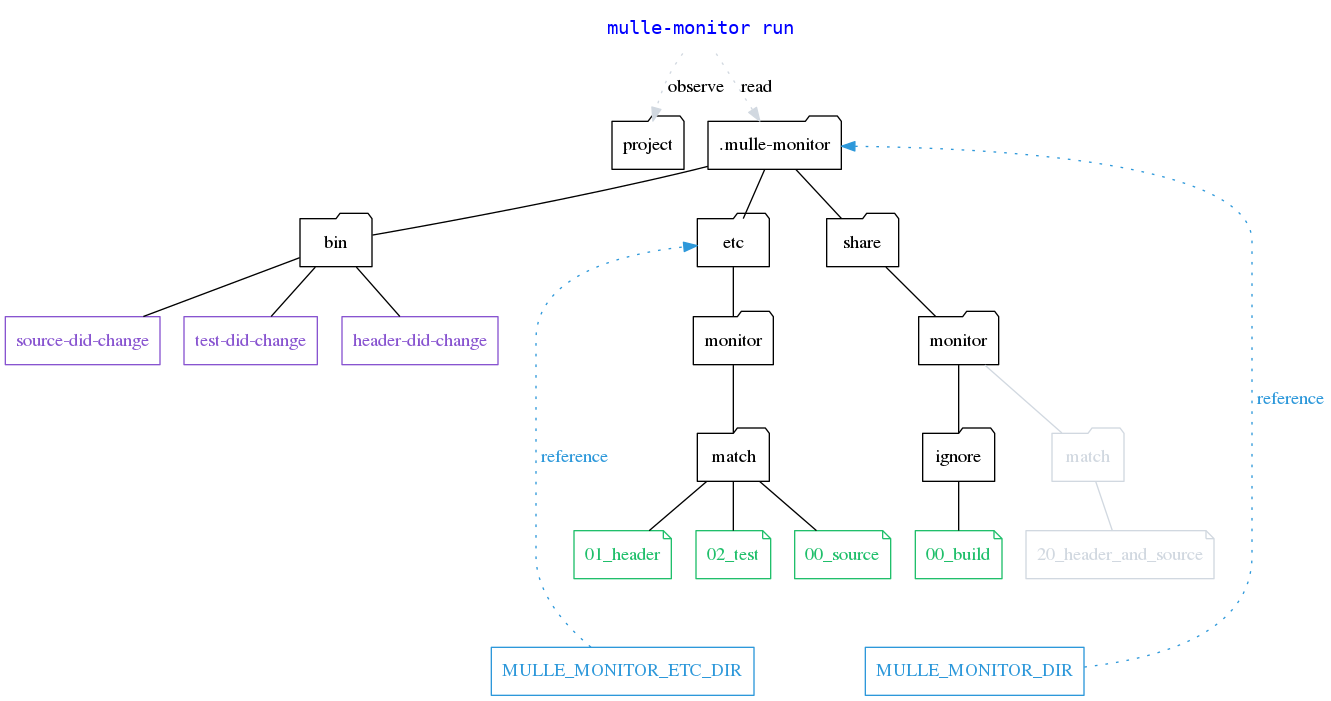 mulle-monitor run
observe
read
project
.mulle-monitor
bin
etc
share
source-did-change
test-did-change
header-did-change
monitor
monitor
reference
reference
match
ignore
match
01_header
02_test
00_source
00_build
20_header_and_source
MULLE_MONITOR_ETC_DIR
MULLE_MONITOR_DIR